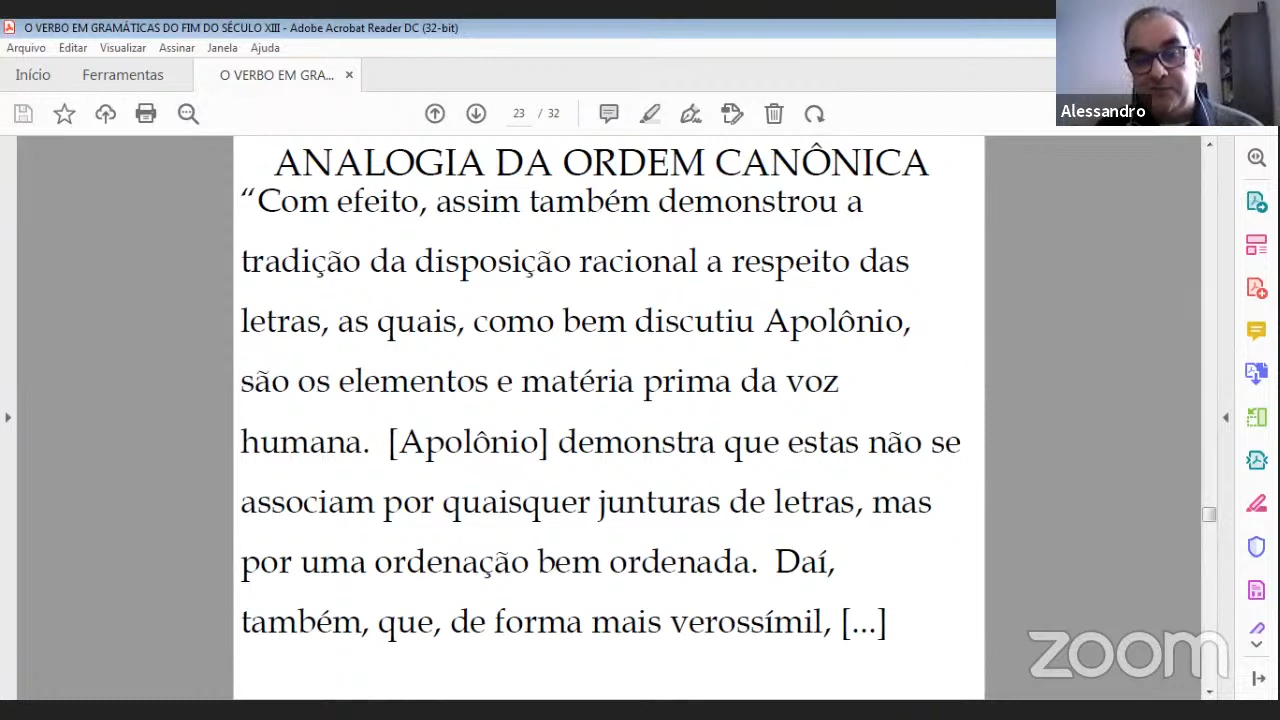 O VERBO EM GRAMÁTICAS DO FIM DO SÉCULO XIII - Adobe Acrobat Reader DC (32-bit)
Arquivo Editar Visualizar Assinar Janela Ajuda
Início Ferramentas O VERBO EM GRA... ×
23 / 32
Alessandro
ANALOGIA DA ORDEM CANÔNICA
“Com efeito, assim também demonstrou a
tradição da disposição racional a respeito das
letras, as quais, como bem discutiu Apolônio,
são os elementos e matéria prima da voz
humana. [Apolônio] demonstra que estas não se
associam por quaisquer junturas de letras, mas
por uma ordenação bem ordenada. Daí,
também, que, de forma mais verossímil, [...]
zoom